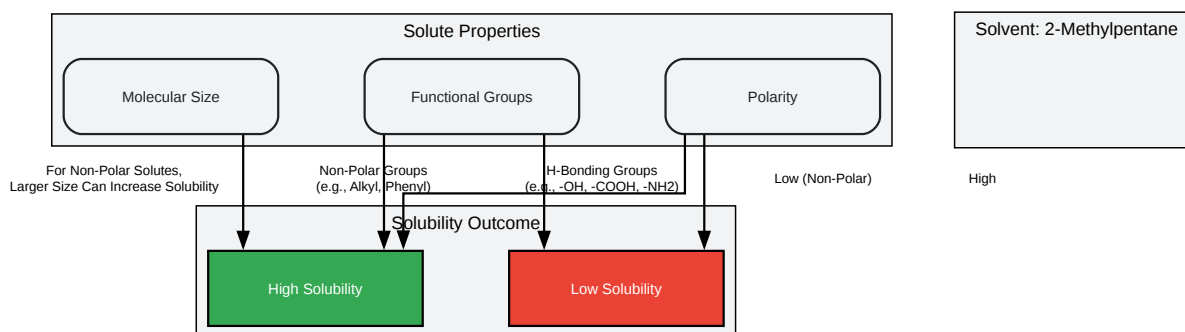 Solute Properties
Solvent: 2-Methylpentane
Molecular Size
Functional Groups
Polarity
For Non-Polar Solutes,
Larger Size Can Increase Solubility
Non-Polar Groups
(e.g., Alkyl, Phenyl)
H-Bonding Groups
(e.g., -OH, -COOH, -NH2)
Low (Non-Polar)
High
Solubility Outcome
High Solubility
Low Solubility